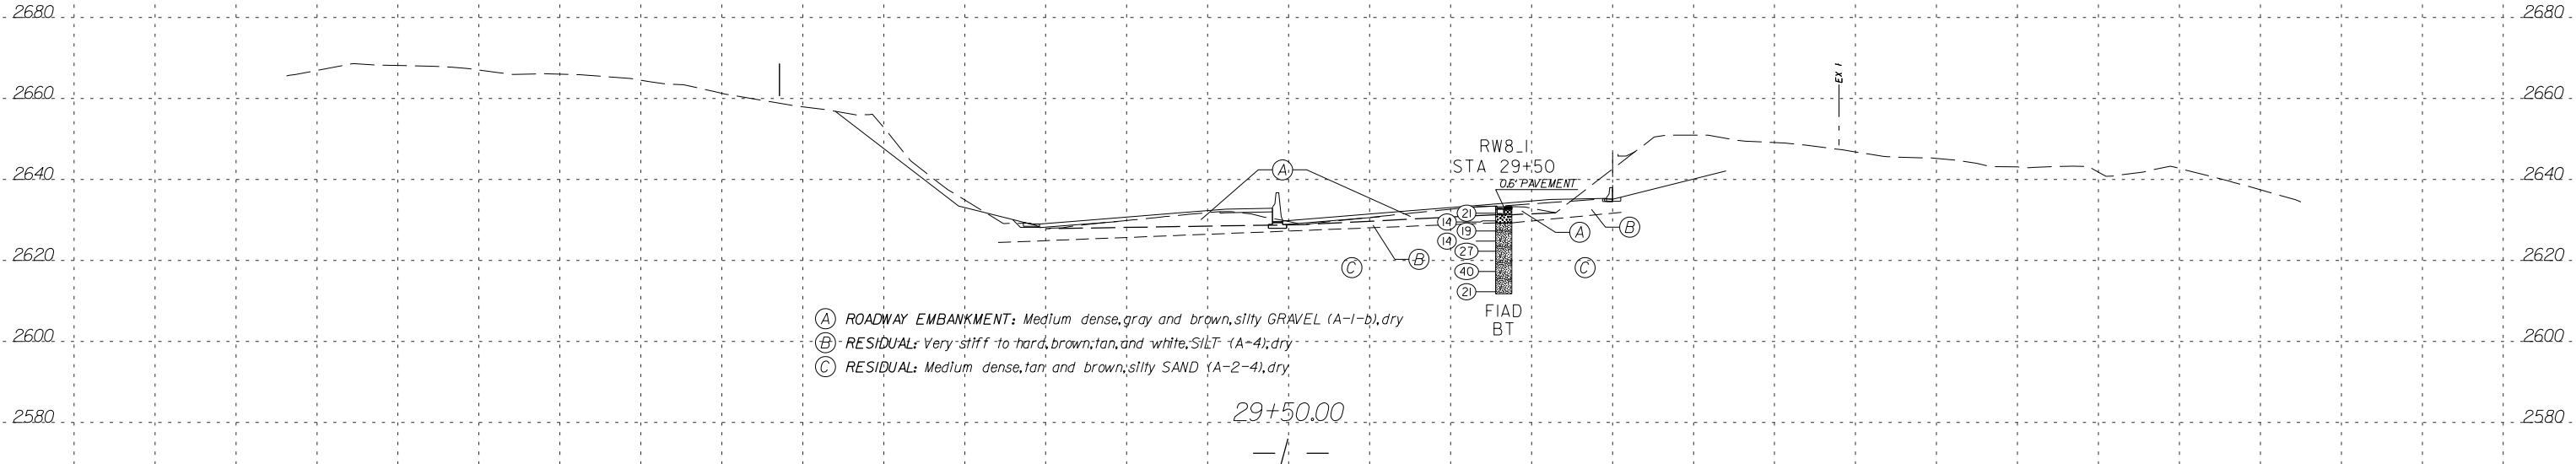 2680 2680
2660 EX 1 2660
RW8_1
2640 A STA 29+50 2640
0.6' PAVEMENT
21
14
19 A B
14
27
2620 C B C 2620
40
21
FIAD
BT
A ROADWAY EMBANKMENT: Medium dense, gray and brown, silty GRAVEL (A-1-b), dry
2600 B RESIDUAL: Very stiff to hard, brown, tan, and white, SILT (A-4), dry 2600
C RESIDUAL: Medium dense, tan and brown, silty SAND (A-2-4), dry
2580 29+50.00 2580